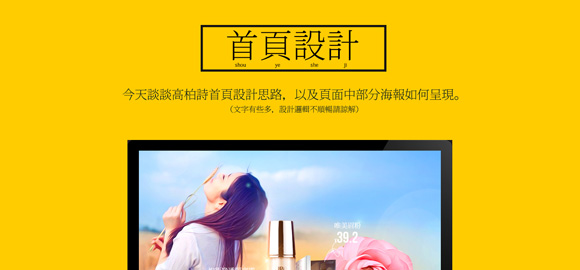 首頁設計
shou ye she ji
今天談談高柏詩首頁設計思路，以及頁面中部分海報如何呈現。
（文字有些多，設計邏輯不順暢請諒解）
39.2